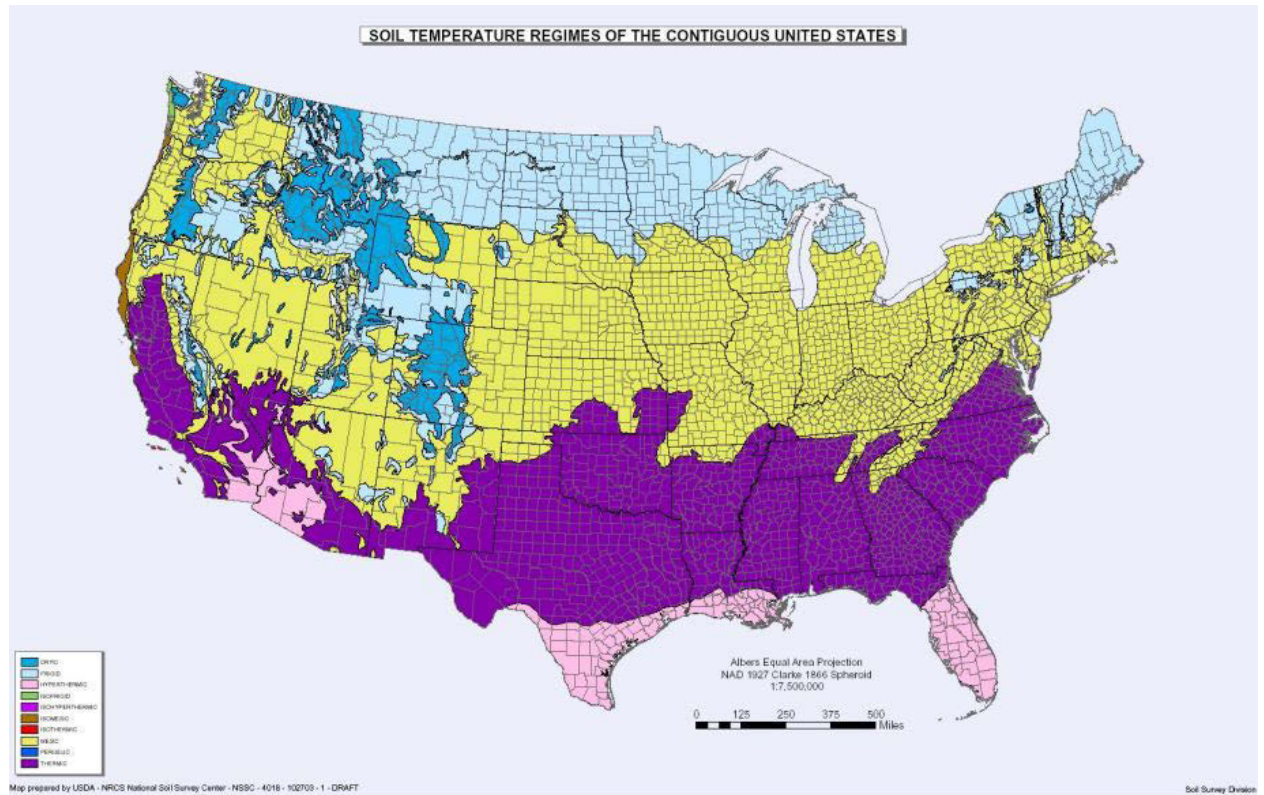 SOIL TEMPERATURE REGIMES OF THE CONTIGUOUS UNITED STATES
Albers Equal Area Projection
NAD 1927 Clarke 1866 Spheroid
1:7,500,000
0 125 250 375 500
Miles
CRYIC
FRIGID
HYPERTHERMIC
ISOFRIGID
ISOHYPERTHERMIC
ISOMESIC
ISOTHERMIC
MESIC
PERGELIC
THERMIC
Map prepared by USDA - NRCS National Soil Survey Center - NSSC - 4018 - 102703 - 1 - DRAFT
Soil Survey Division